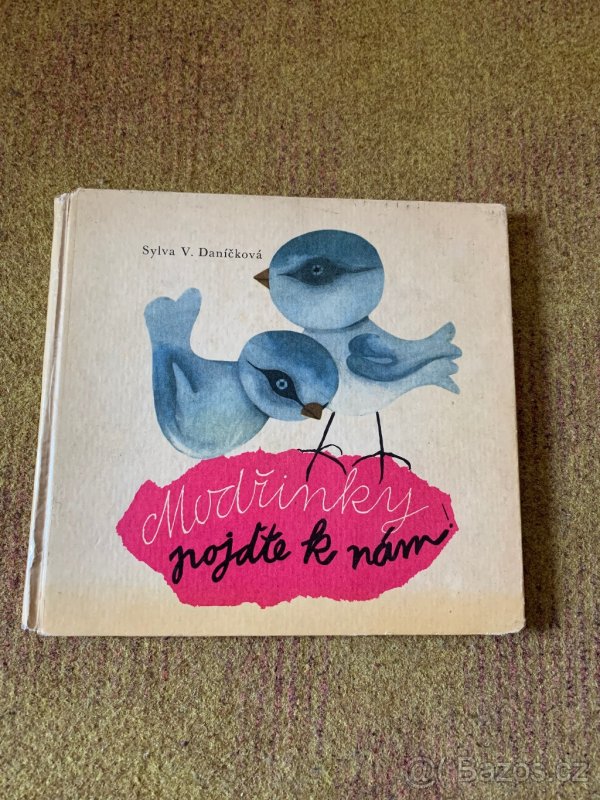 Sylva V. Daníčková
Modřinky
pojďte k nám!
@ Bazos.cz